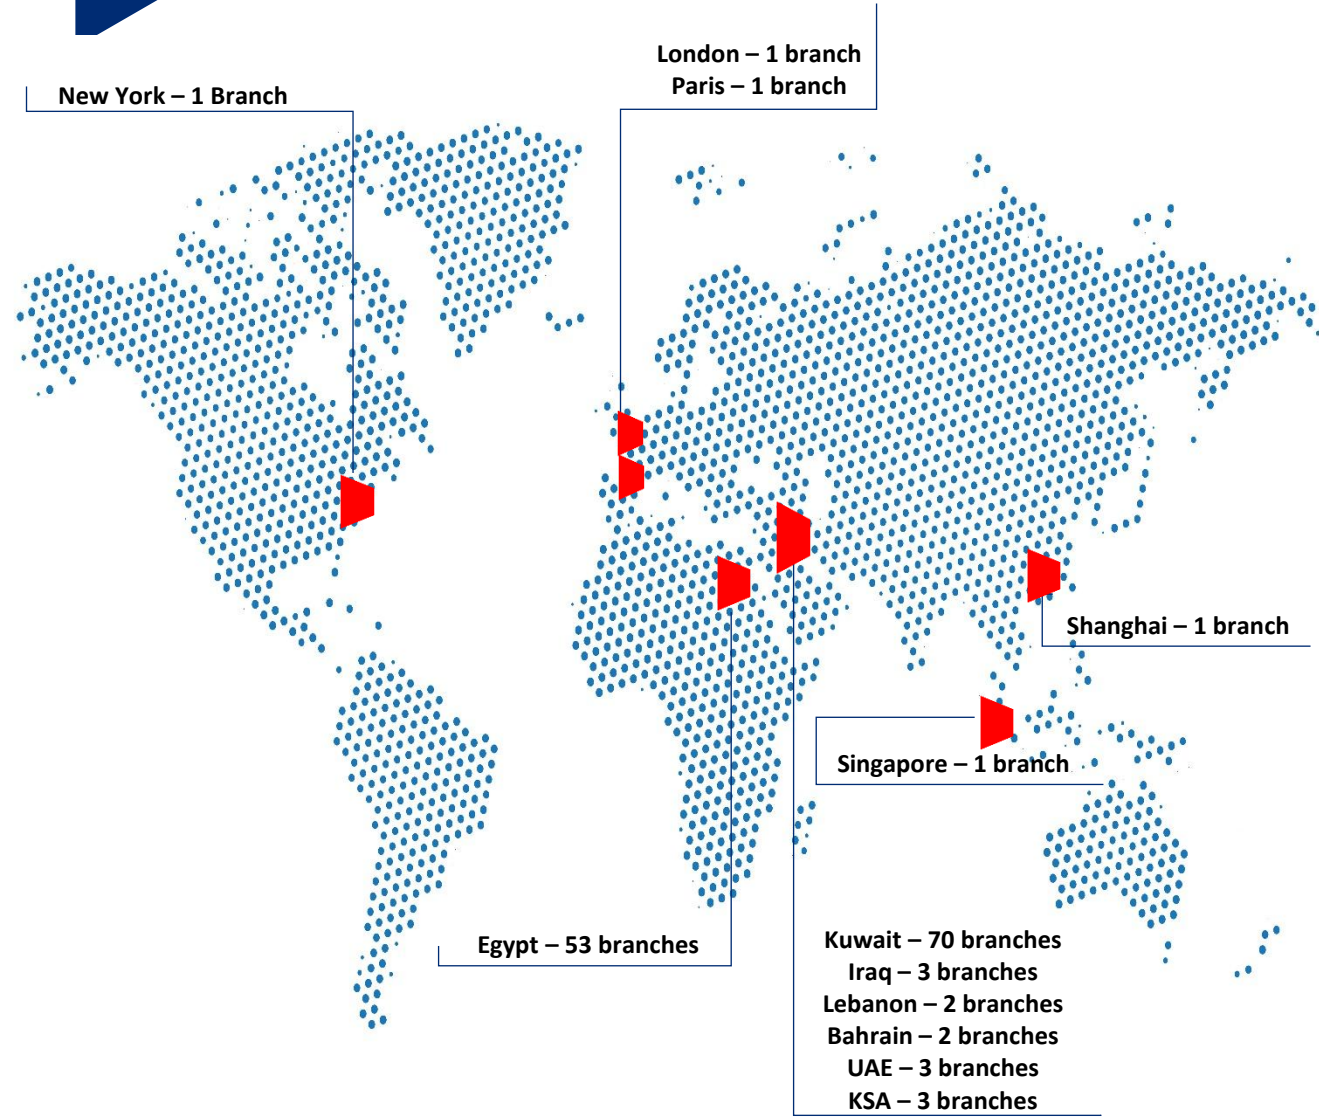 London – 1 branch
Paris – 1 branch
New York – 1 Branch
Shanghai – 1 branch
Singapore – 1 branch
Egypt – 53 branches
Kuwait – 70 branches
Iraq – 3 branches
Lebanon – 2 branches
Bahrain – 2 branches
UAE – 3 branches
KSA – 3 branches